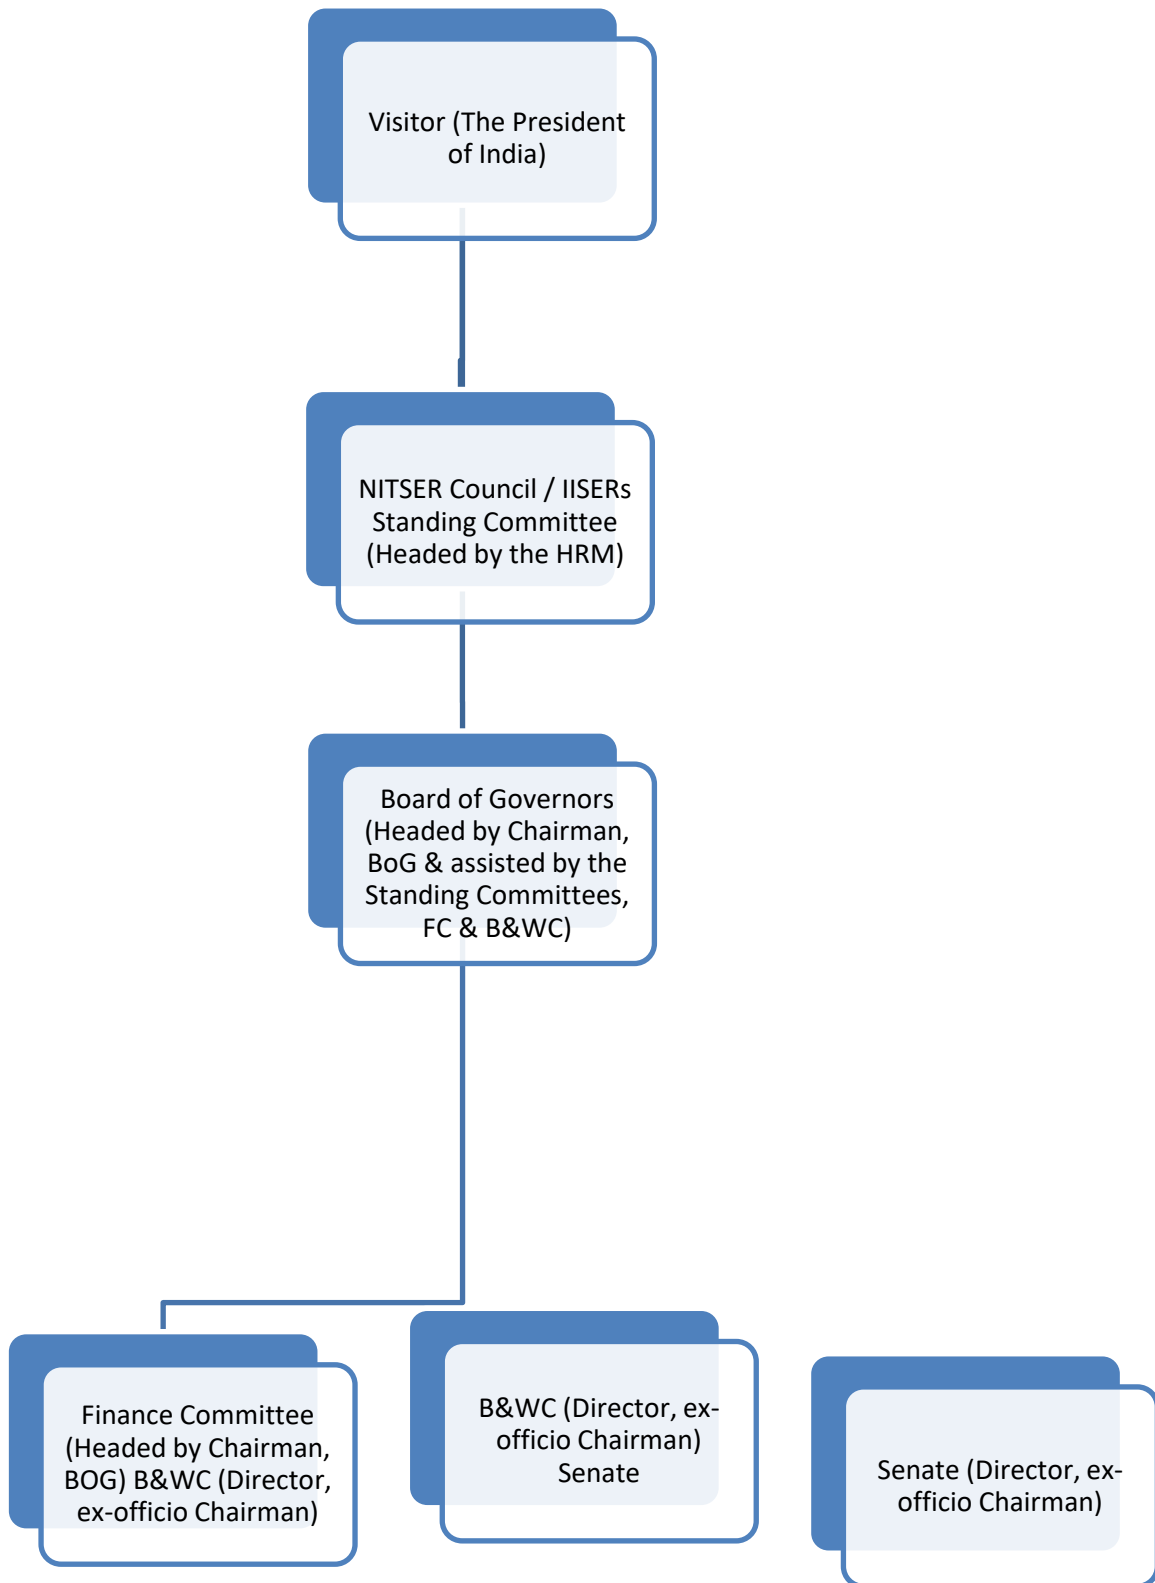 Visitor (The President
of India)
NITSER Council / IISERs
Standing Committee
(Headed by the HRM)
Board of Governors
(Headed by Chairman,
BoG & assisted by the
Standing Committees,
FC & B&WC)
Finance Committee
(Headed by Chairman,
BOG) B&WC (Director,
ex-officio Chairman)
B&WC (Director, ex-
officio Chairman)
Senate
Senate (Director, ex-
officio Chairman)